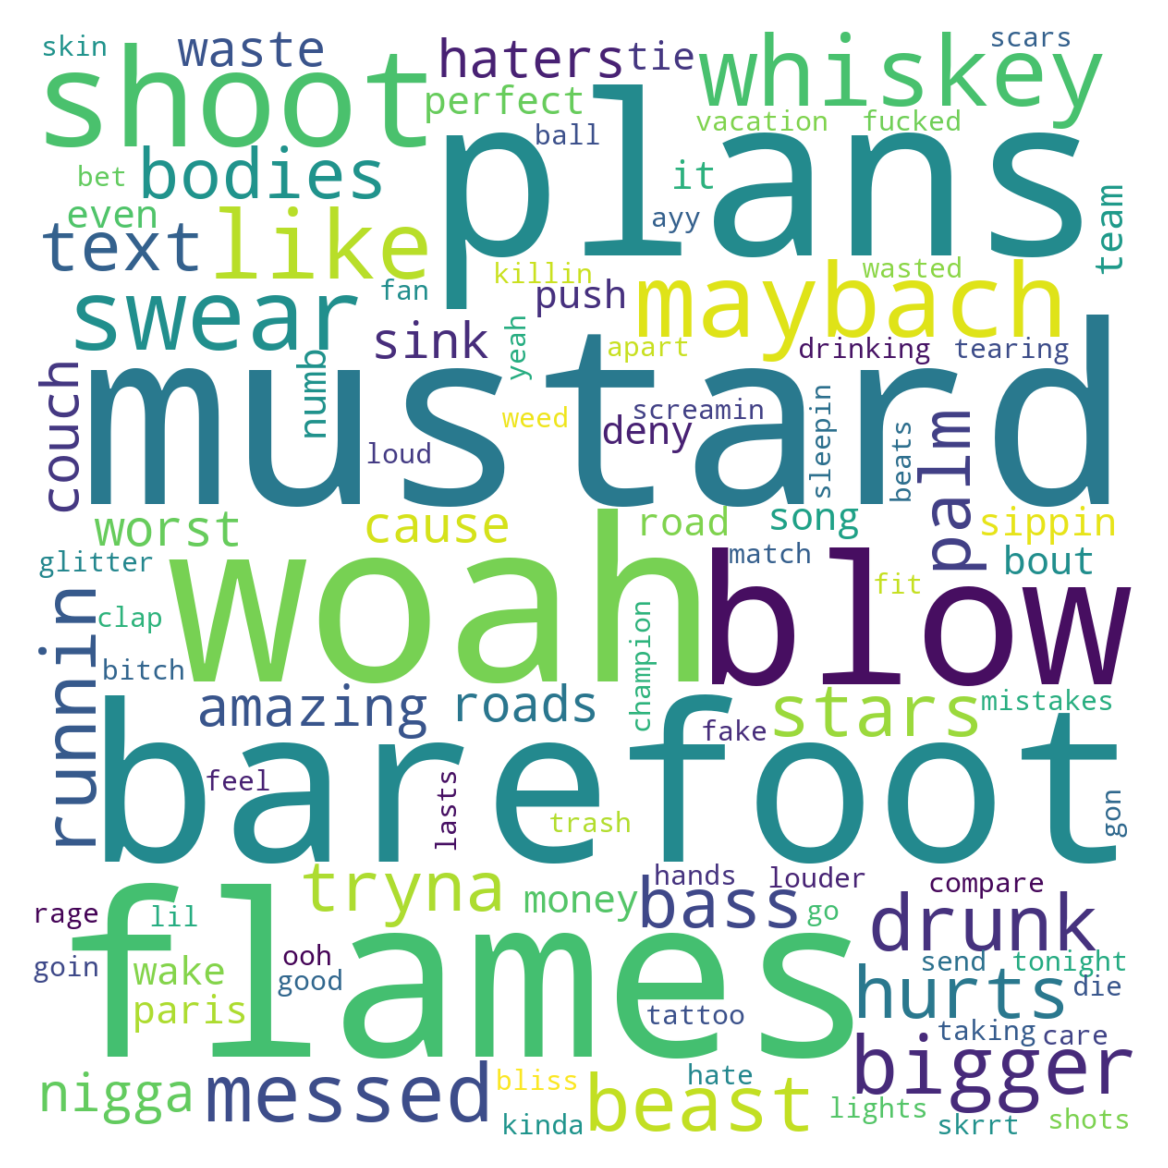 skin
waste
haters
tie
whiskey
scars
shoot
perfect
plans
ball
vacation
fucked
bet
bodies
it
even
ayy
team
text
like
killin
wasted
fan
push
maybach
swear
sink
yeah
apart
drinking
tearing
couch
numb
mustard
weed
screamin
deny
loud
sleepin
beats
palm
worst
cause
road
song
sippin
glitter
woah
blow
match
bout
fit
runnin
clap
champion
bitch
amazing
roads
stars
mistakes
barefoot
fake
feel
lasts
trash
gon
tryna
money
bass
hands
louder
go
compare
rage
lil
flames
drunk
goin
wake
ooh
good
send
tonight
paris
tattoo
hurts
die
taking
care
nigga
messed
bliss
beast
hate
bigger
kinda
lights
skrrt
shots